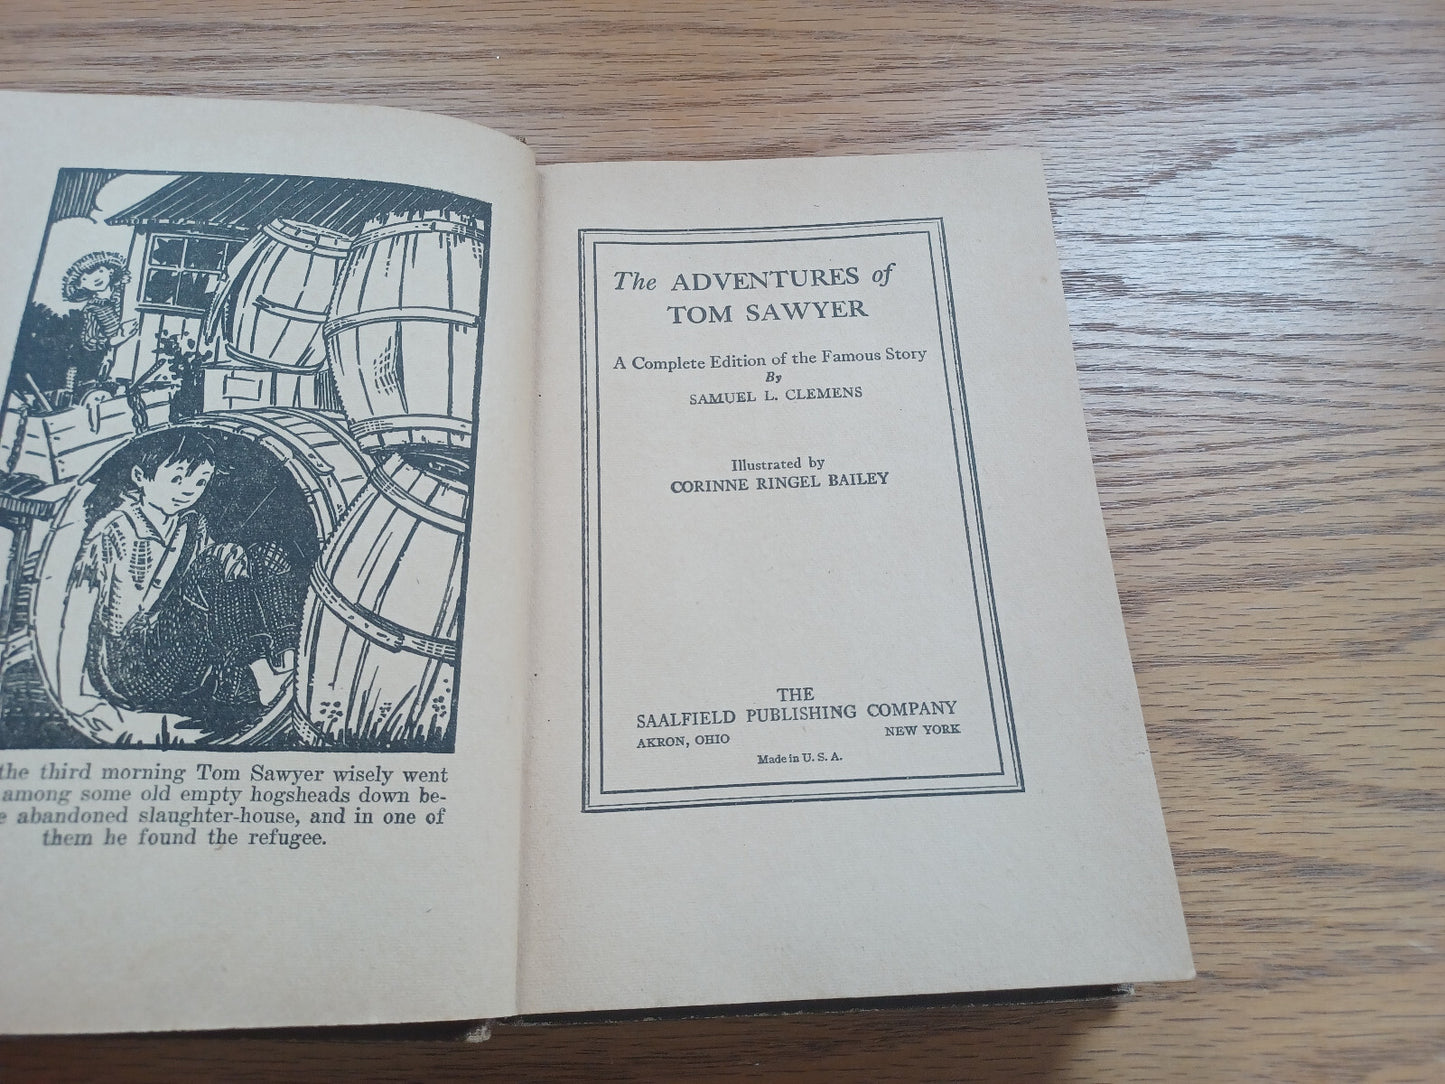 the third morning Tom Sawyer wisely went
among some old empty hogsheads down be-
abandoned slaughter-house, and in one of
them he found the refugee.
The ADVENTURES of
TOM SAWYER
A Complete Edition of the Famous Story
By
SAMUEL L. CLEMENS
Illustrated by
CORINNE RINGEL BAILEY
THE
SAALFIELD PUBLISHING COMPANY
AKRON, OHIO NEW YORK
Made in U. S. A.